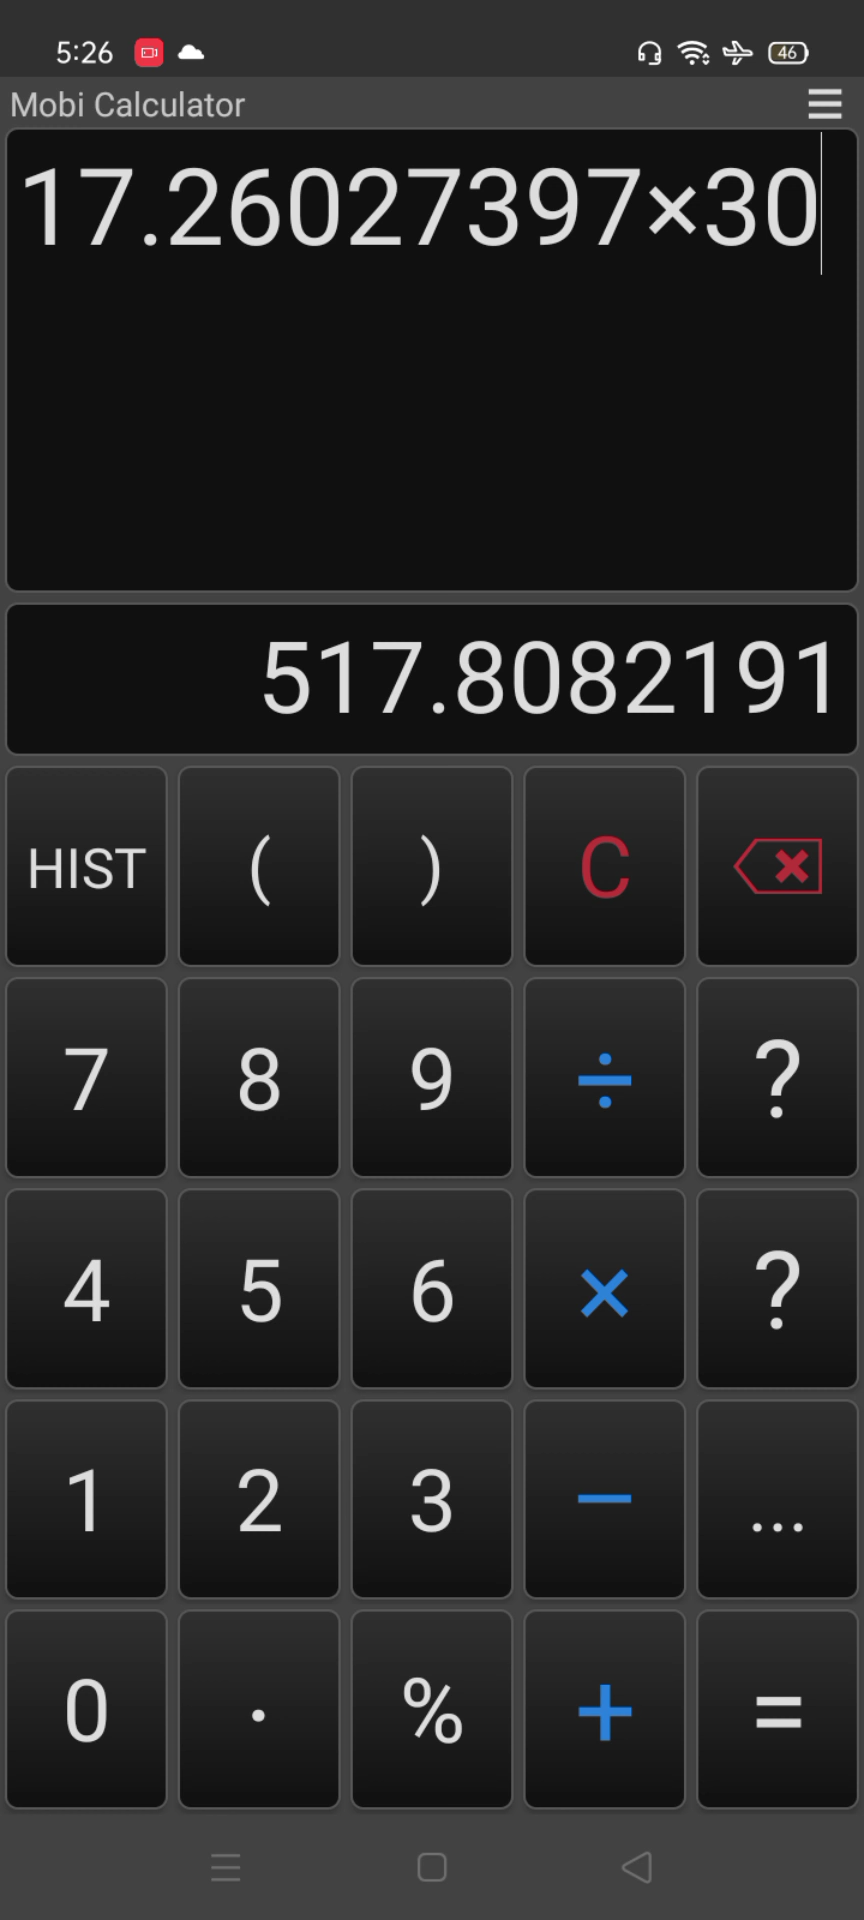 5:26 46
Mobi Calculator
17.26027397×30
517.8082191
HIST ( ) C
7 8 9 ÷ ?
4 5 6 × ?
1 2 3 − ...
0 . % + =